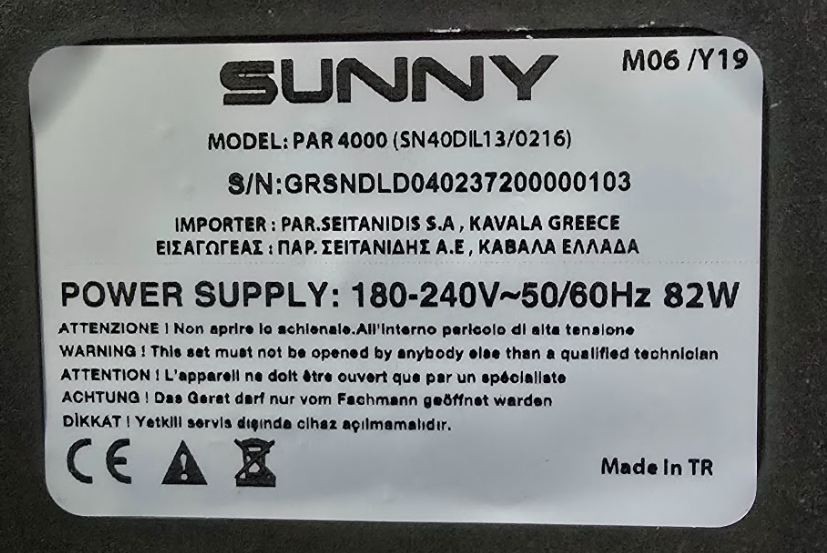 SUNNY
M06 /Y19
MODEL: PAR 4000 (SN40DIL13/0216)
S/N:GRSNDLD040237200000103
IMPORTER : PAR.SEITANIDIS S.A , KAVALA GREECE
ΕΙΣΑΓΩΓΕΑΣ : ΠΑΡ. ΣΕΙΤΑΝΙΔΗΣ Α.Ε , ΚΑΒΑΛΑ ΕΛΛΑΔΑ
POWER SUPPLY: 180-240V~50/60Hz 82W
ATTENZIONE ! Non aprire lo schienale.All'interno pericolo di alta tensione
WARNING ! This set must not be opened by anybody else than a qualified technician
ATTENTION ! L'appareil ne doit être ouvert que par un spécialiste
ACHTUNG ! Das Gerat darf nur vom Fachmann geöffnet warden
DİKKAT ! Yetkili servis dışında cihaz açılmamalıdır.
CE
Made in TR